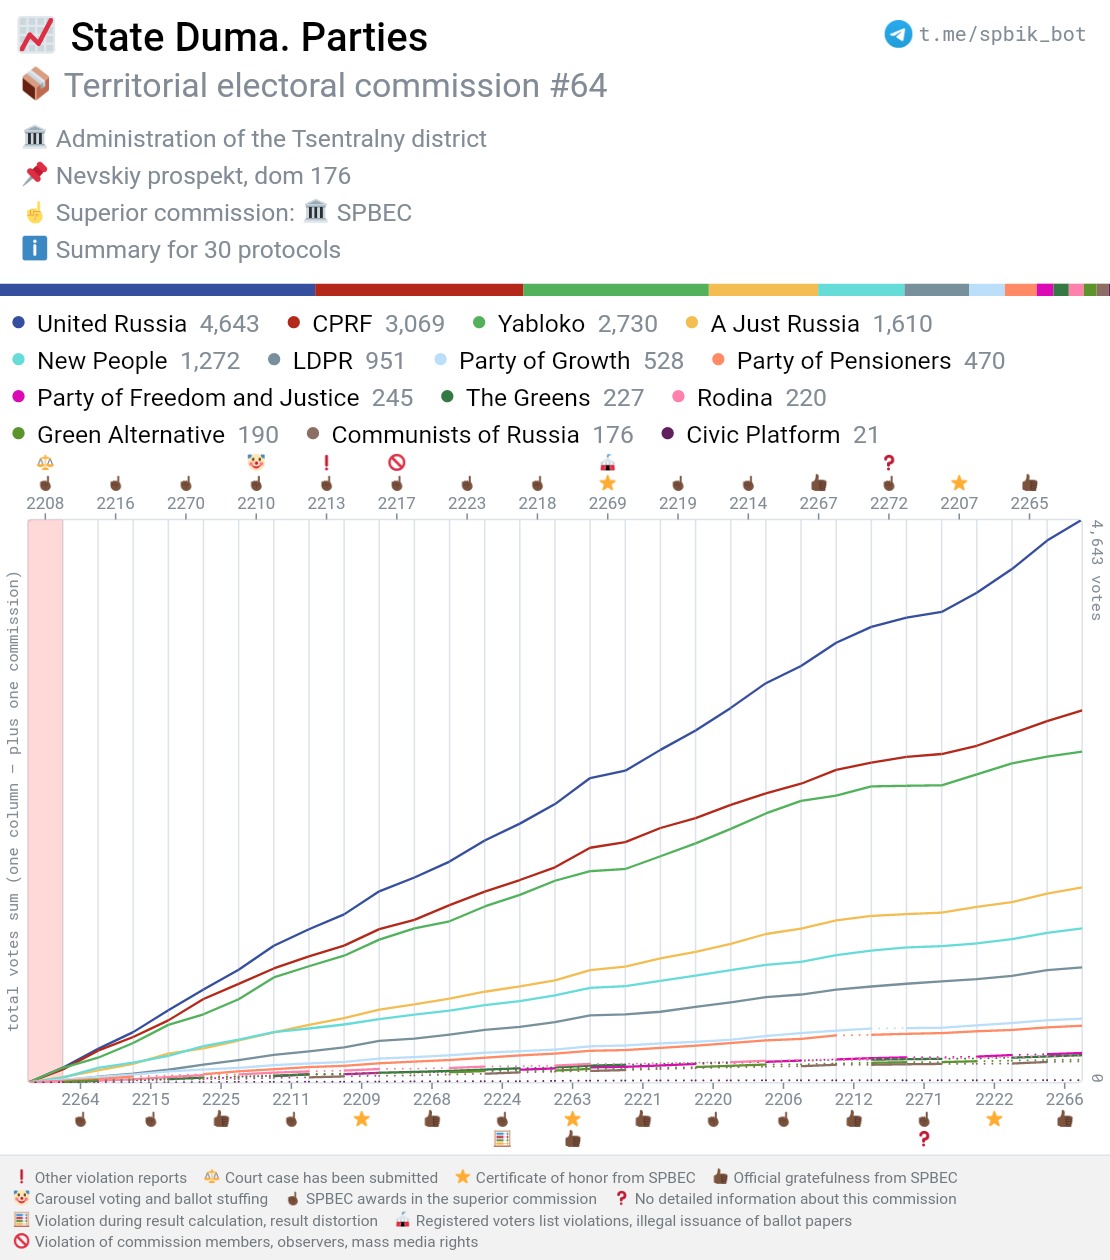 State Duma. Parties
t.me/spbik_bot
Territorial electoral commission #64
Administration of the Tsentralny district
Nevskiy prospekt, dom 176
Superior commission: SPBEC
Summary for 30 protocols
United Russia 4,643 CPRF 3,069 Yabloko 2,730 A Just Russia 1,610
New People 1,272 LDPR 951 Party of Growth 528 Party of Pensioners 470
Party of Freedom and Justice 245 The Greens 227 Rodina 220
Green Alternative 190 Communists of Russia 176 Civic Platform 21
2208 2216 2270 2210 2213 2217 2223 2218 2269 2219 2214 2267 2272 2207 2265
total votes sum (one column – plus one commission)
4,643 votes
0
2264 2215 2225 2211 2209 2268 2224 2263 2221 2220 2206 2212 2271 2222 2266
Other violation reports Court case has been submitted Certificate of honor from SPBEC Official gratefulness from SPBEC
Carousel voting and ballot stuffing SPBEC awards in the superior commission No detailed information about this commission
Violation during result calculation, result distortion Registered voters list violations, illegal issuance of ballot papers
Violation of commission members, observers, mass media rights